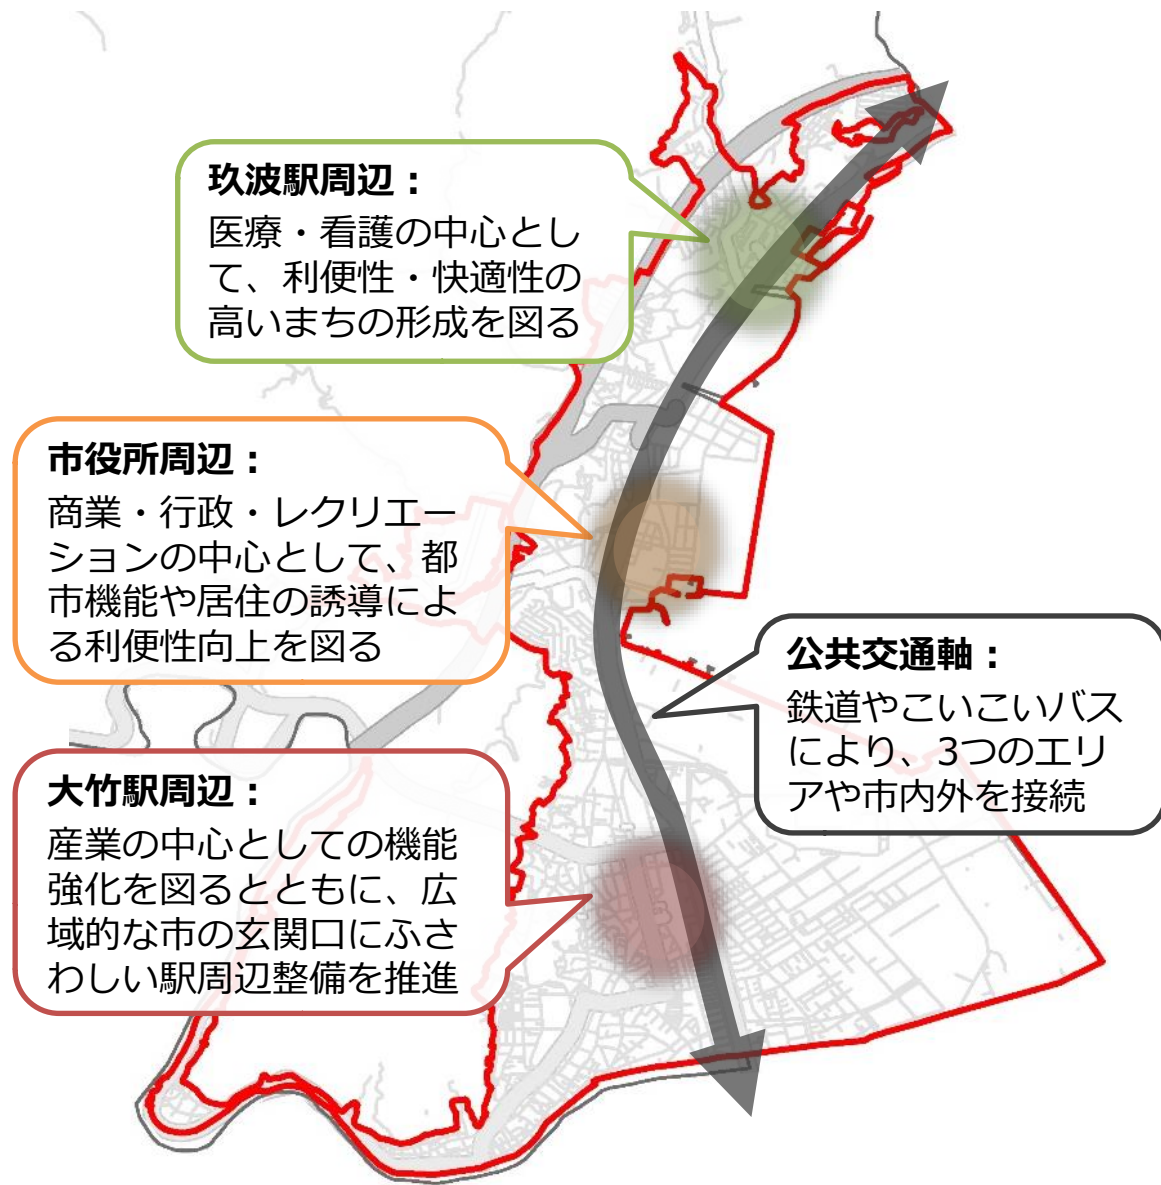 玖波駅周辺：
医療・看護の中心とし
て、利便性・快適性の
高いまちの形成を図る
市役所周辺：
商業・行政・レクリエー
ションの中心として、都
市機能や居住の誘導によ
る利便性向上を図る
公共交通軸：
鉄道やこいこいバス
により、3つのエリ
アや市内外を接続
大竹駅周辺：
産業の中心としての機能
強化を図るとともに、広
域的な市の玄関口にふさ
わしい駅周辺整備を推進